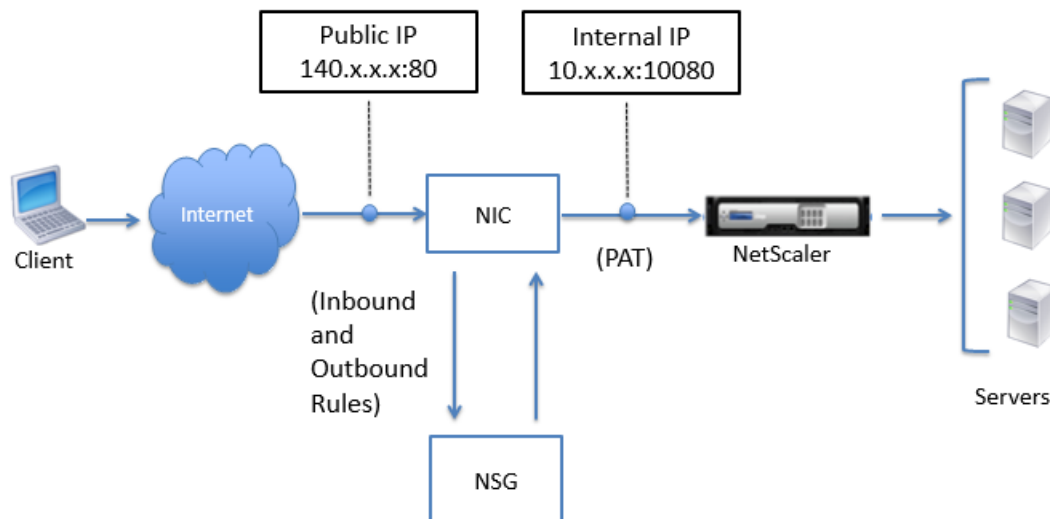 Public IP
140.x.x.x:80
Internal IP
10.x.x.x:10080
Client
Internet
NIC
(PAT)
NetScaler
(Inbound
and
Outbound
Rules)
NSG
Servers